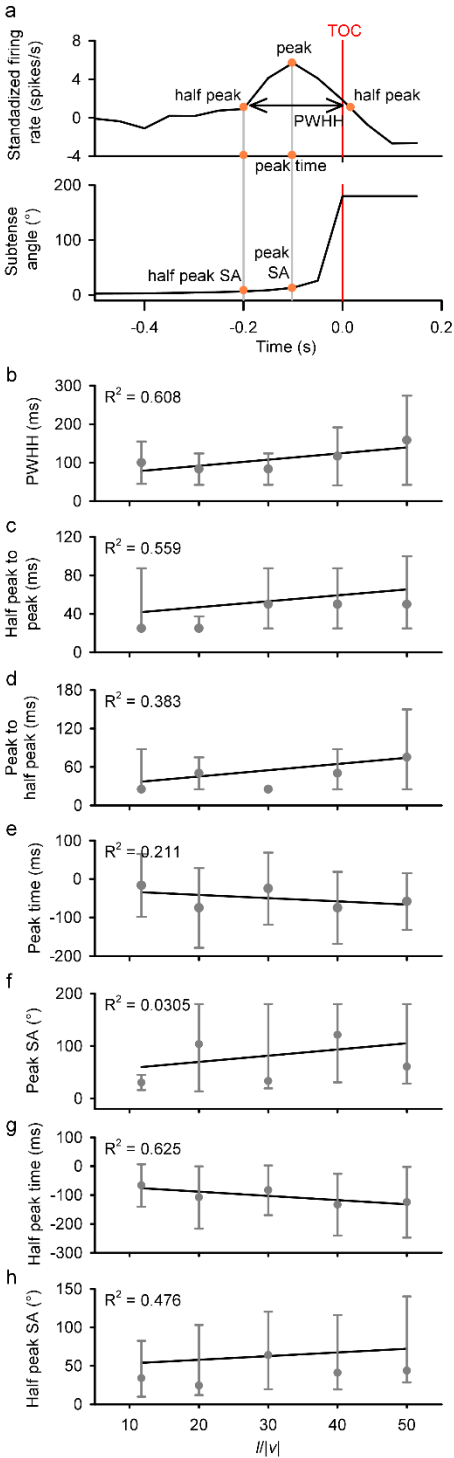 a
TOC
Standadized firing
rate (spikes/s)
8
4
0
-4
peak
half peak
half peak
PWHH
peak time
Subtense
angle (°)
200
100
0
half peak SA
peak
SA
-0.4
-0.2
0.0
0.2
Time (s)
b
PWHH (ms)
300
200
100
0
R² = 0.608
c
Half peak to
peak (ms)
120
80
40
0
R² = 0.559
d
Peak to
half peak (ms)
180
120
60
0
R² = 0.383
e
Peak time (ms)
100
0
-100
-200
R² = 0.211
f
Peak SA (°)
200
100
0
R² = 0.0305
g
Half peak time (ms)
100
0
-100
-200
-300
R² = 0.625
h
Half peak SA (°)
150
100
50
0
R² = 0.476
10
20
30
40
50
l/|v|